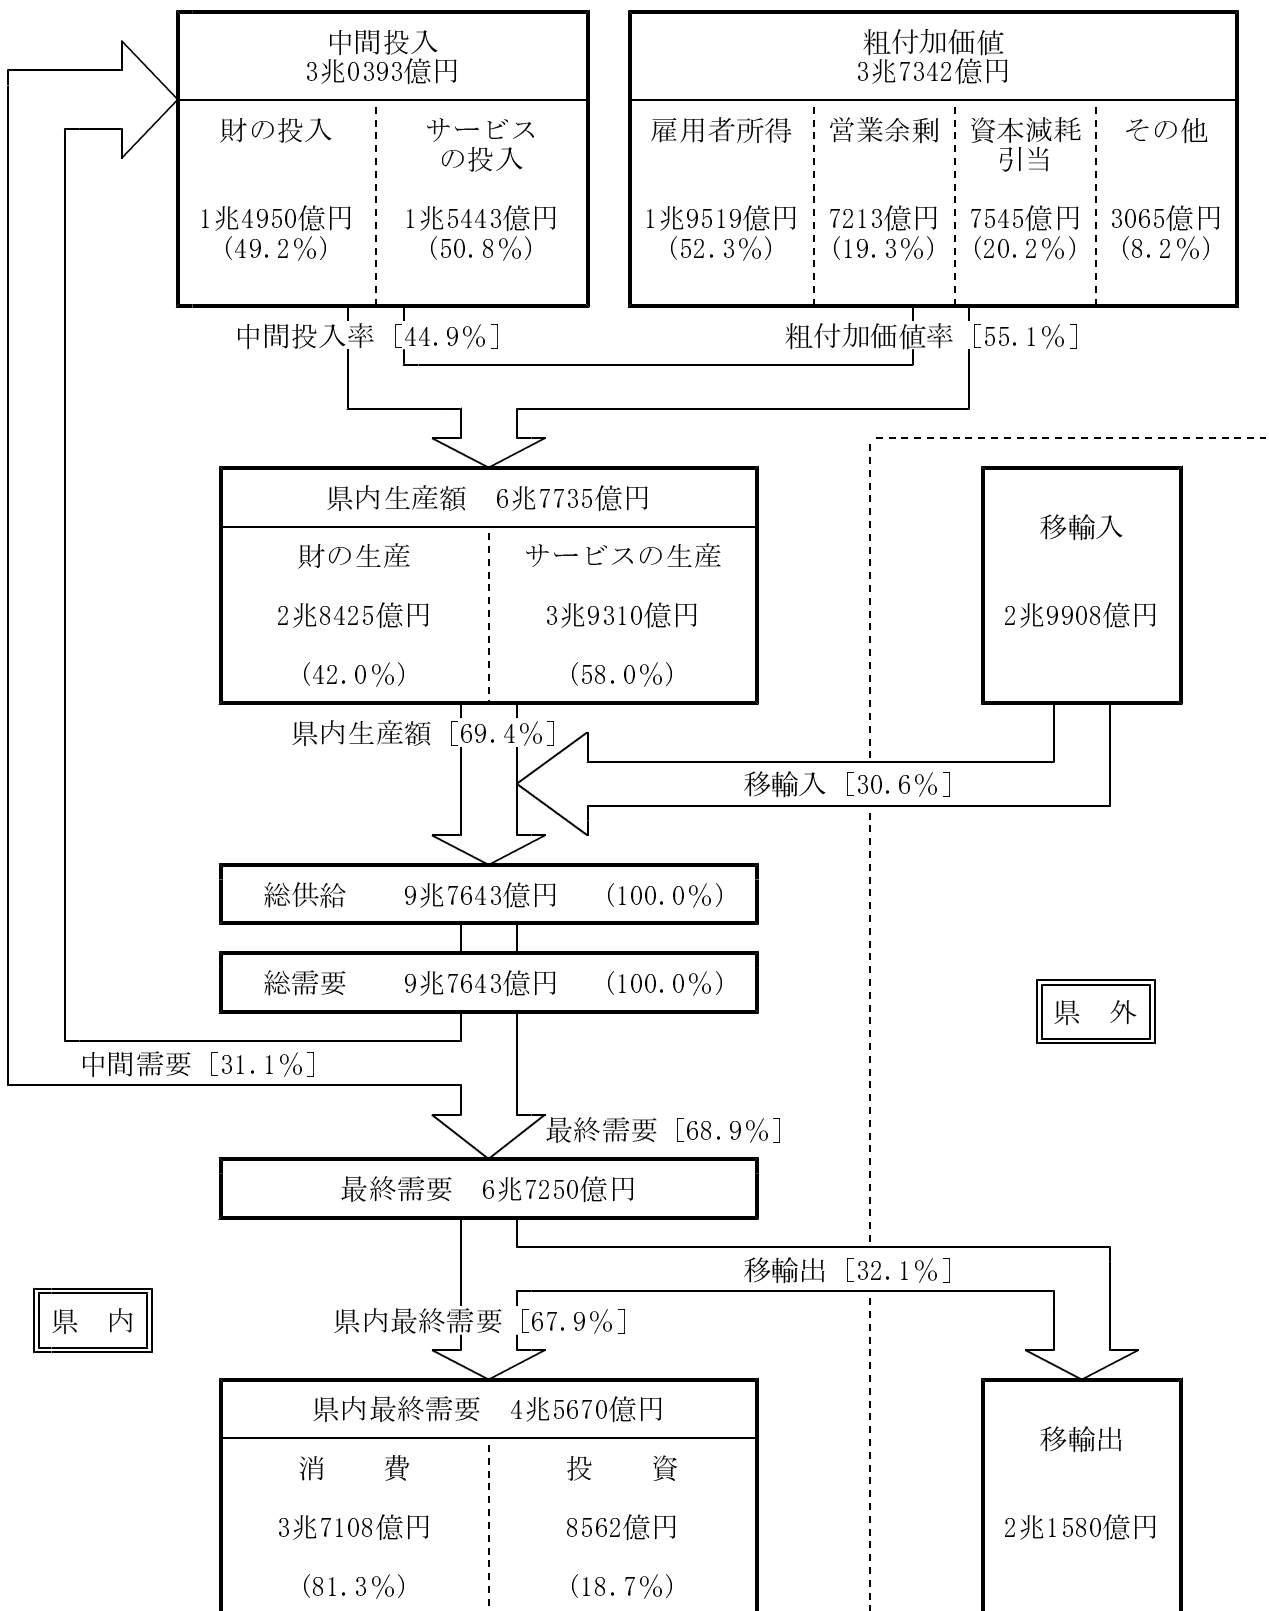 中間投入
3兆0393億円
財の投入
1兆4950億円
(49.2%)
サービス
の投入
1兆5443億円
(50.8%)
粗付加価値
3兆7342億円
雇用者所得
1兆9519億円
(52.3%)
営業余剰
7213億円
(19.3%)
資本減耗
引当
7545億円
(20.2%)
その他
3065億円
(8.2%)
中間投入率 [44.9%]
粗付加価値率 [55.1%]
県内生産額 6兆7735億円
財の生産
2兆8425億円
(42.0%)
サービスの生産
3兆9310億円
(58.0%)
移輸入
2兆9908億円
県内生産額 [69.4%]
移輸入 [30.6%]
総供給 9兆7643億円 (100.0%)
総需要 9兆7643億円 (100.0%)
県 外
中間需要 [31.1%]
最終需要 [68.9%]
最終需要 6兆7250億円
移輸出 [32.1%]
県 内
県内最終需要 [67.9%]
県内最終需要 4兆5670億円
消 費
3兆7108億円
(81.3%)
投 資
8562億円
(18.7%)
移輸出
2兆1580億円